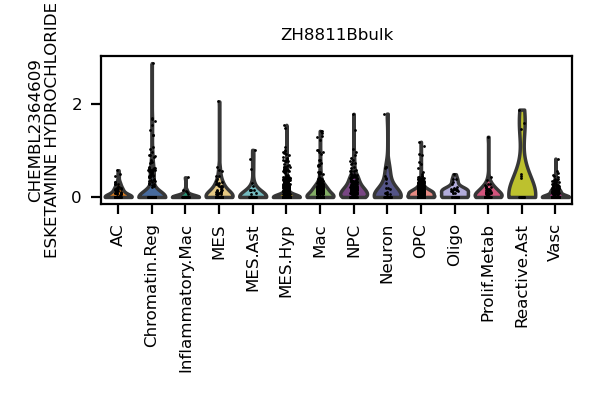 ZH8811Bbulk
CHEMBL2364609
ESKETAMINE HYDROCHLORIDE
2
0
AC
Chromatin.Reg
Inflammatory.Mac
MES
MES.Ast
MES.Hyp
Mac
NPC
Neuron
OPC
Oligo
Prolif.Metab
Reactive.Ast
Vasc